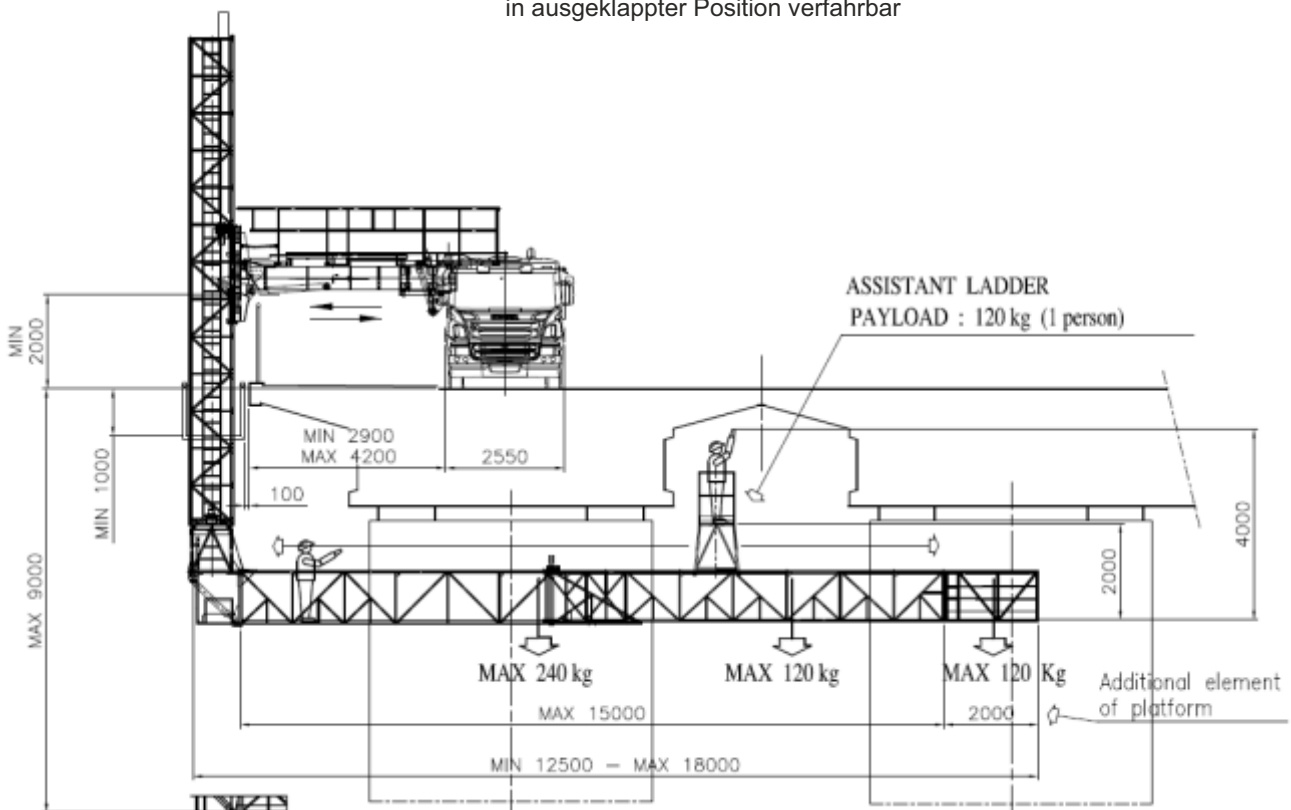 in ausgeklappter Position verfahrbar
ASSISTANT LADDER
PAYLOAD : 120 kg (1 person)
MIN
2000
MIN 1000
MAX 9000
MIN 2900
MAX 4200
2550
100
4000
2000
MAX 240 kg
MAX 120 kg
MAX 120 Kg
Additional element
of platform
MAX 15000
2000
MIN 12500 – MAX 18000